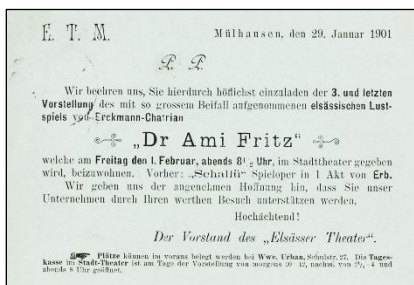 E. T. M. Mülhausen, den 29. Januar 1901
P. P.
Wir beehren uns, Sie hierdurch höflichst einzuladen der 3. und letzten
Vorstellung des mit so grossem Beifall aufgenommenen elsässischen Lust-
spiels von Erckmann-Chatrian
„Dr Ami Fritz“
welche am Freitag den 1. Februar, abends 8¼ Uhr, im Stadttheater gegeben
wird, beizuwohnen. Vorher: „Schalför“ Spieloper in 1 Akt von Erb.
Wir geben uns der angenehmen Hoffnung hin, dass Sie unser
Unternehmen durch Ihren werthen Besuch unterstützen werden.
Hochachtend!
Der Vorstand des „Elsässer Theater“.
Plätze können im voraus belegt werden bei Wwe. Urban, Schulstr. 27. Die Tages-
kasse im Stadt-Theater ist am Tage der Vorstellung von morgens 10–12, nachm. von 4 und
abends 8 Uhr geöffnet.